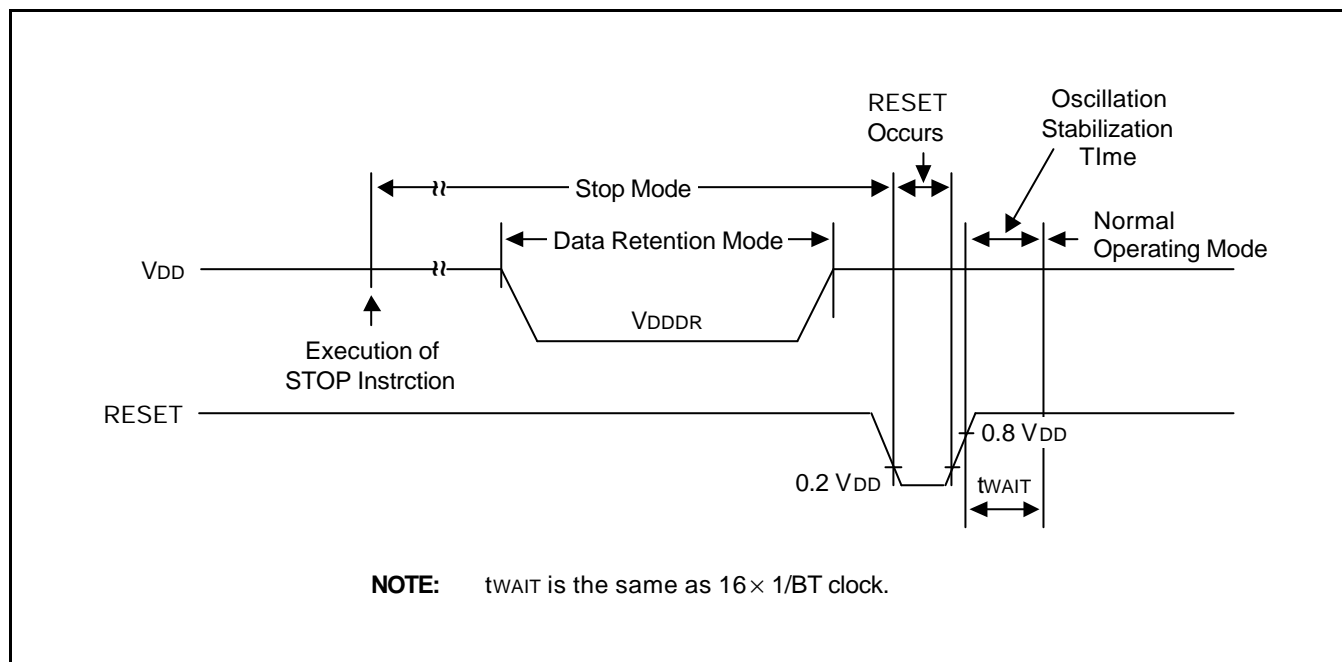 RESET
Occurs
Oscillation
Stabilization
TIme
Stop Mode
Data Retention Mode
Normal
Operating Mode
VDD
VDDDR
Execution of
STOP Instrction
RESET
0.8 VDD
0.2 VDD
tWAIT
NOTE: tWAIT is the same as 16 × 1/BT clock.